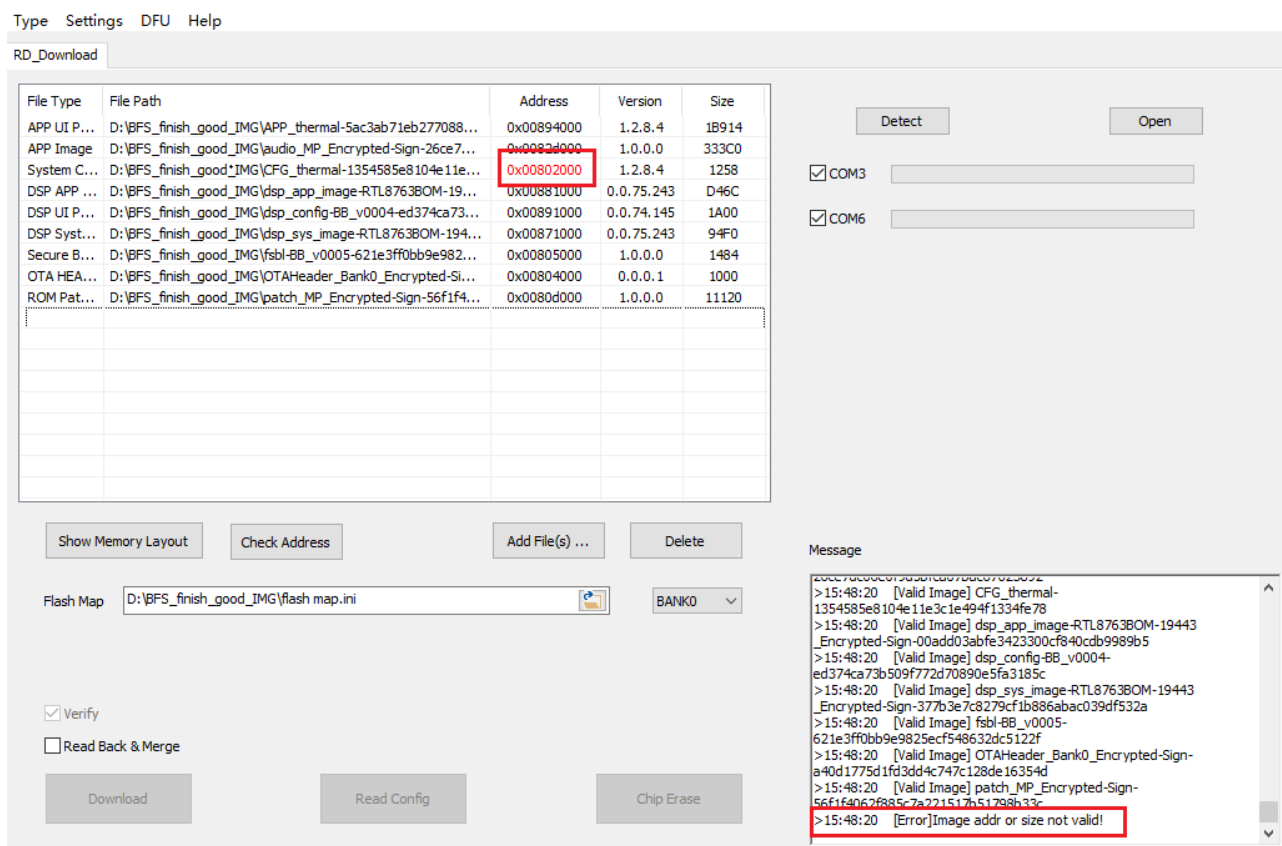 Type Settings DFU Help
RD_Download
File Type File Path Address Version Size
APP UI P... D:\BFS_finish_good_IMG\APP_thermal-5ac3ab71eb277088... 0x00894000 1.2.8.4 1B914
APP Image D:\BFS_finish_good_IMG\audio_MP_Encrypted-Sign-26ce7... 0x0082d000 1.0.0.0 333C0
System C... D:\BFS_finish_good*IMG\CFG_thermal-1354585e8104e11e... 0x00802000 1.2.8.4 1258
DSP APP ... D:\BFS_finish_good_IMG\dsp_app_image-RTL8763BOM-19... 0x00881000 0.0.75.243 D46C
DSP UI P... D:\BFS_finish_good_IMG\dsp_config-BB_v0004-ed374ca73... 0x00891000 0.0.74.145 1A00
DSP Syst... D:\BFS_finish_good_IMG\dsp_sys_image-RTL8763BOM-194... 0x00871000 0.0.75.243 94F0
Secure B... D:\BFS_finish_good_IMG\fsbl-BB_v0005-621e3ff0bb9e982... 0x00805000 1.0.0.0 1484
OTA HEA... D:\BFS_finish_good_IMG\OTAHeader_Bank0_Encrypted-Si... 0x00804000 0.0.0.1 1000
ROM Pat... D:\BFS_finish_good_IMG\patch_MP_Encrypted-Sign-56f1f4... 0x0080d000 1.0.0.0 11120
Detect Open
COM3
COM6
Show Memory Layout Check Address Add File(s) ... Delete
Flash Map D:\BFS_finish_good_IMG\flash map.ini BANK0
Verify
Read Back & Merge
Download Read Config Chip Erase
Message
>15:48:20 [Valid Image] CFG_thermal-
1354585e8104e11e3c1e494f1334fe78
>15:48:20 [Valid Image] dsp_app_image-RTL8763BOM-19443
_Encrypted-Sign-00add03abfe3423300cf840cdb9989b5
>15:48:20 [Valid Image] dsp_config-BB_v0004-
ed374ca73b509f772d70890e5fa3185c
>15:48:20 [Valid Image] dsp_sys_image-RTL8763BOM-19443
_Encrypted-Sign-377b3e7c8279cf1b886abac039df532a
>15:48:20 [Valid Image] fsbl-BB_v0005-
621e3ff0bb9e9825ecf548632dc5122f
>15:48:20 [Valid Image] OTAHeader_Bank0_Encrypted-Sign-
a40d1775d1fd3dd4c747c128de16354d
>15:48:20 [Valid Image] patch_MP_Encrypted-Sign-
56f1f4062f885c7a221517b51798b33c
>15:48:20 [Error]Image addr or size not valid!